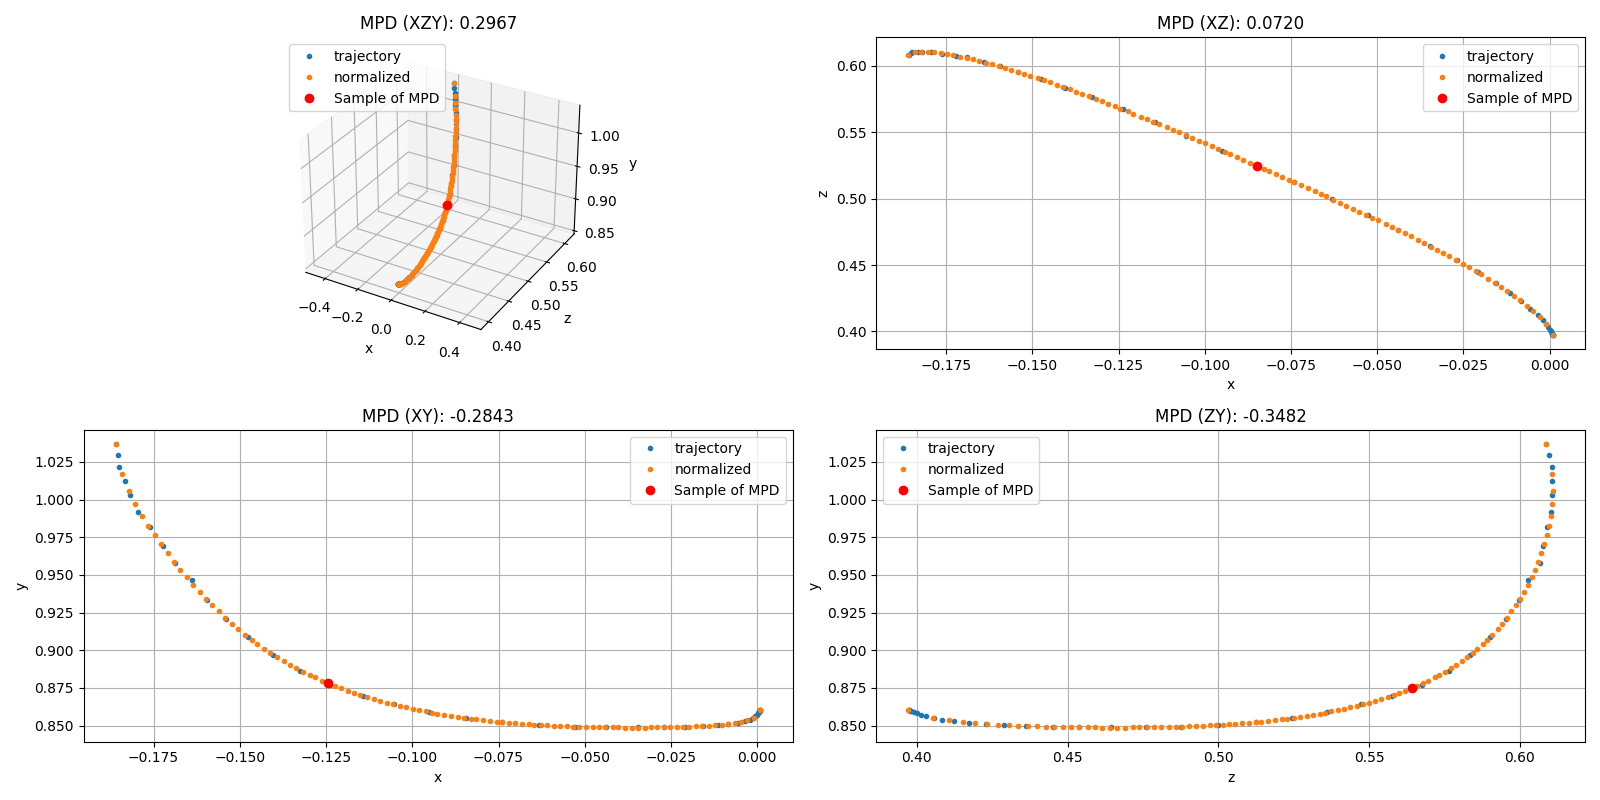 MPD (XZY): 0.2967
trajectory
normalized
Sample of MPD
1.00
0.95
0.90
0.85
y
0.60
0.55
0.50
0.45
0.40
z
−0.4
−0.2
0.0
0.2
0.4
x
MPD (XZ): 0.0720
trajectory
normalized
Sample of MPD
0.60
0.55
0.50
0.45
0.40
z
−0.175 −0.150 −0.125 −0.100 −0.075 −0.050 −0.025 0.000
x
MPD (XY): -0.2843
trajectory
normalized
Sample of MPD
1.025
1.000
0.975
0.950
0.925
0.900
0.875
0.850
y
−0.175 −0.150 −0.125 −0.100 −0.075 −0.050 −0.025 0.000
x
MPD (ZY): -0.3482
trajectory
normalized
Sample of MPD
1.025
1.000
0.975
0.950
0.925
0.900
0.875
0.850
y
0.40 0.45 0.50 0.55 0.60
z